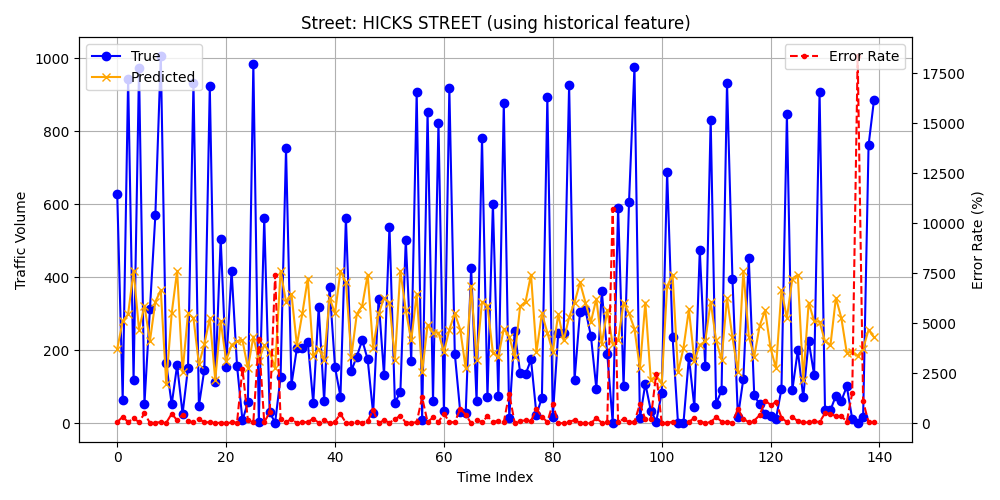 Street: HICKS STREET (using historical feature)
True
Predicted
Error Rate
Traffic Volume
1000
800
600
400
200
0
17500
15000
12500
10000
7500
5000
2500
0
Error Rate (%)
0 20 40 60 80 100 120 140
Time Index